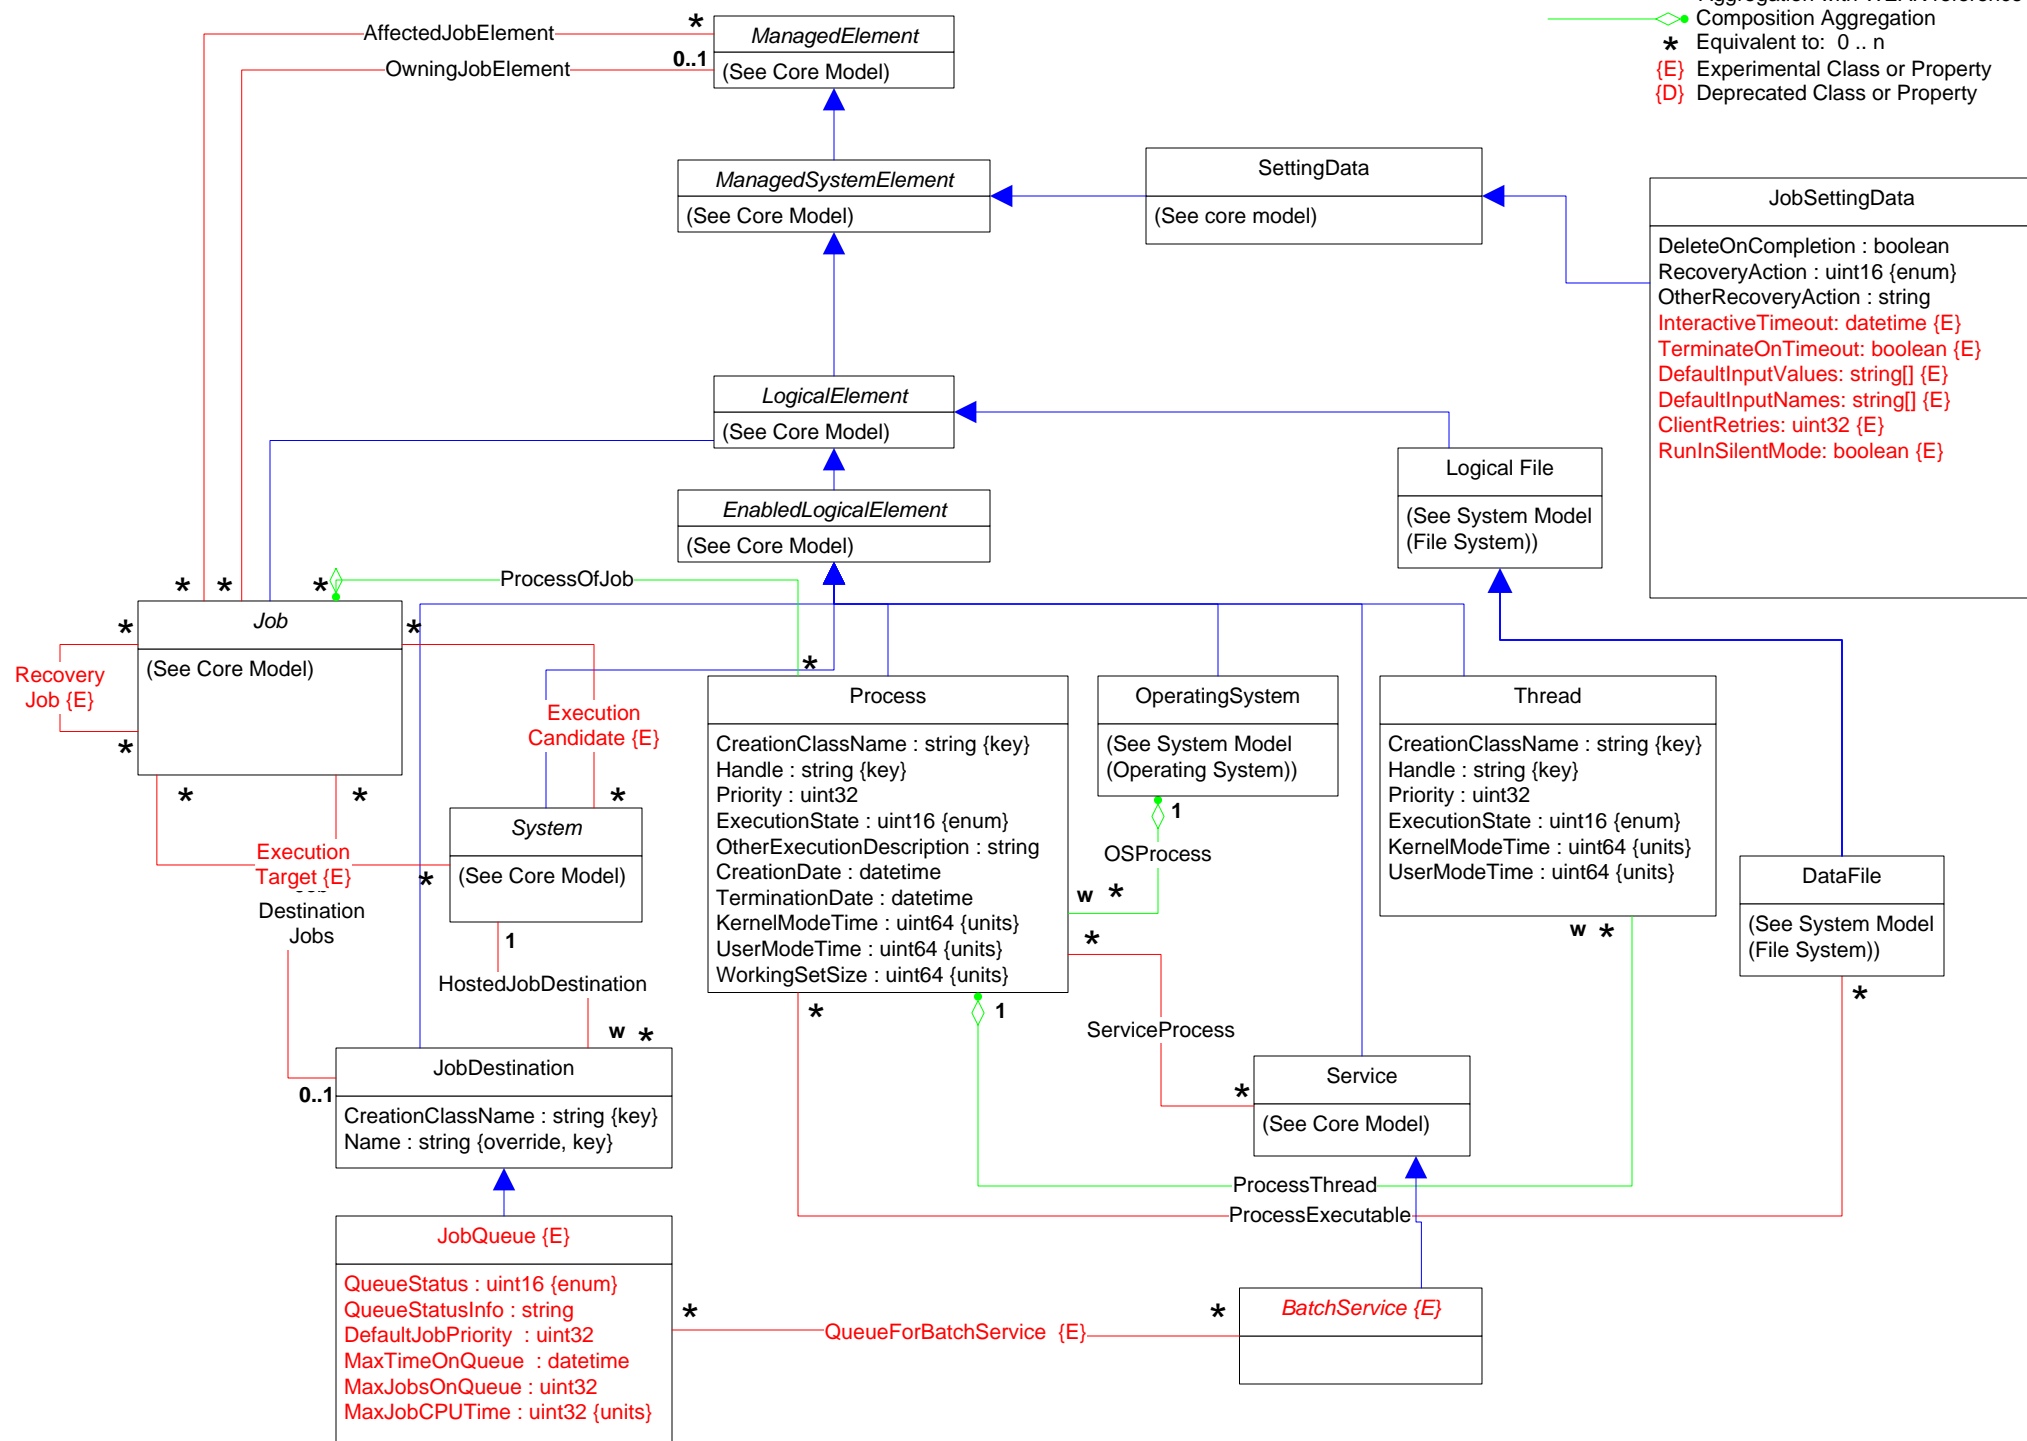 Composition Aggregation
* Equivalent to: 0 .. n
{E} Experimental Class or Property
{D} Deprecated Class or Property
AffectedJobElement
*
OwningJobElement
0..1
ManagedElement
(See Core Model)
ManagedSystemElement
(See Core Model)
SettingData
(See core model)
JobSettingData
DeleteOnCompletion : boolean
RecoveryAction : uint16 {enum}
OtherRecoveryAction : string
InteractiveTimeout: datetime {E}
TerminateOnTimeout: boolean {E}
DefaultInputValues: string[] {E}
DefaultInputNames: string[] {E}
ClientRetries: uint32 {E}
RunInSilentMode: boolean {E}
LogicalElement
(See Core Model)
Logical File
(See System Model
(File System))
EnabledLogicalElement
(See Core Model)
* * *
ProcessOfJob
*
Job
(See Core Model)
* *
Recovery
Job {E}
*
* *
Execution
Candidate {E}
*
Process
CreationClassName : string {key}
Handle : string {key}
Priority : uint32
ExecutionState : uint16 {enum}
OtherExecutionDescription : string
CreationDate : datetime
TerminationDate : datetime
KernelModeTime : uint64 {units}
UserModeTime : uint64 {units}
WorkingSetSize : uint64 {units}
OperatingSystem
(See System Model
(Operating System))
1
OSProcess
w *
Thread
CreationClassName : string {key}
Handle : string {key}
Priority : uint32
ExecutionState : uint16 {enum}
KernelModeTime : uint64 {units}
UserModeTime : uint64 {units}
w *
DataFile
(See System Model
(File System))
*
System
(See Core Model)
Execution
Target {E}
*
Destination
Jobs
1
HostedJobDestination
w *
0..1
JobDestination
CreationClassName : string {key}
Name : string {override, key}
*
*
1
ServiceProcess
*
Service
(See Core Model)
ProcessThread
ProcessExecutable
JobQueue {E}
QueueStatus : uint16 {enum}
QueueStatusInfo : string
DefaultJobPriority : uint32
MaxTimeOnQueue : datetime
MaxJobsOnQueue : uint32
MaxJobCPUTime : uint32 {units}
*
QueueForBatchService {E}
*
BatchService {E}